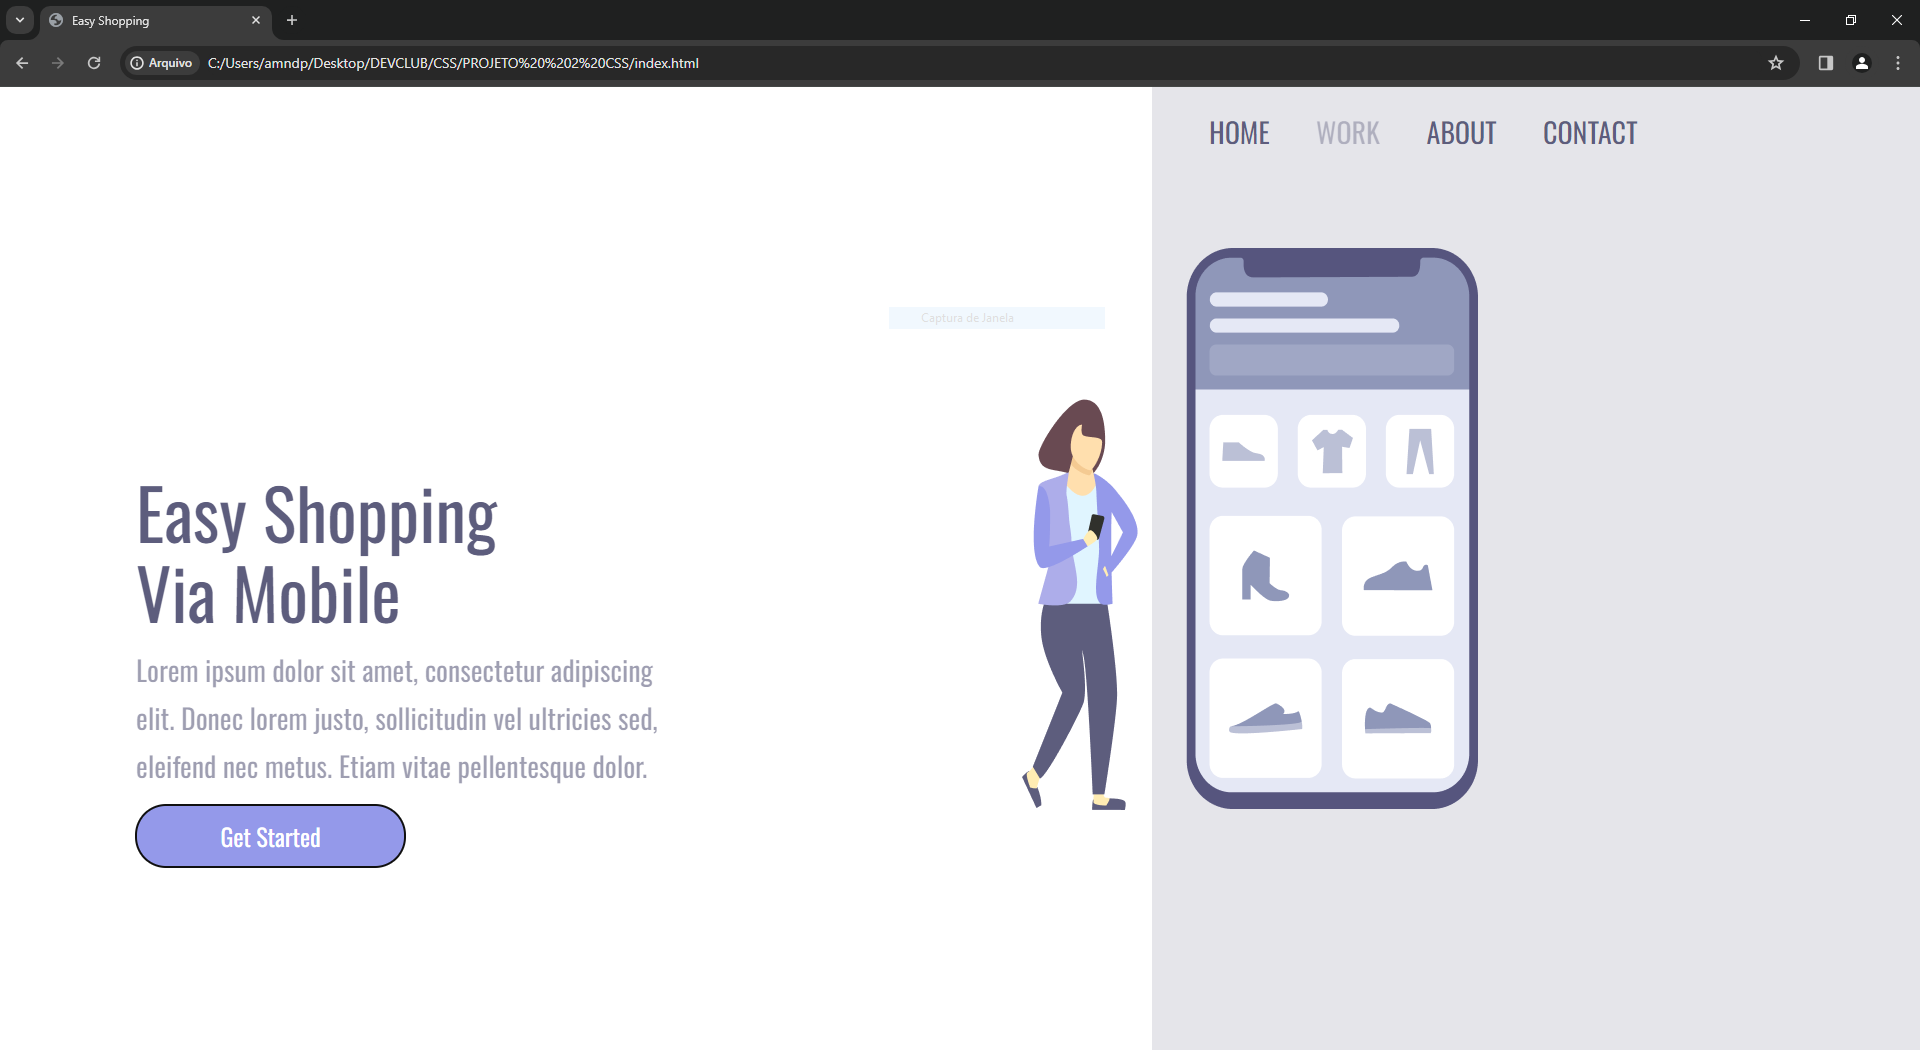 Easy Shopping
Arquivo
C:/Users/amndp/Desktop/DEVCLUB/CSS/PROJETO%20%202%20CSS/index.html
HOME WORK ABOUT CONTACT
Captura de Janela
Easy Shopping
Via Mobile
Lorem ipsum dolor sit amet, consectetur adipiscing
elit. Donec lorem justo, sollicitudin vel ultricies sed,
eleifend nec metus. Etiam vitae pellentesque dolor.
Get Started